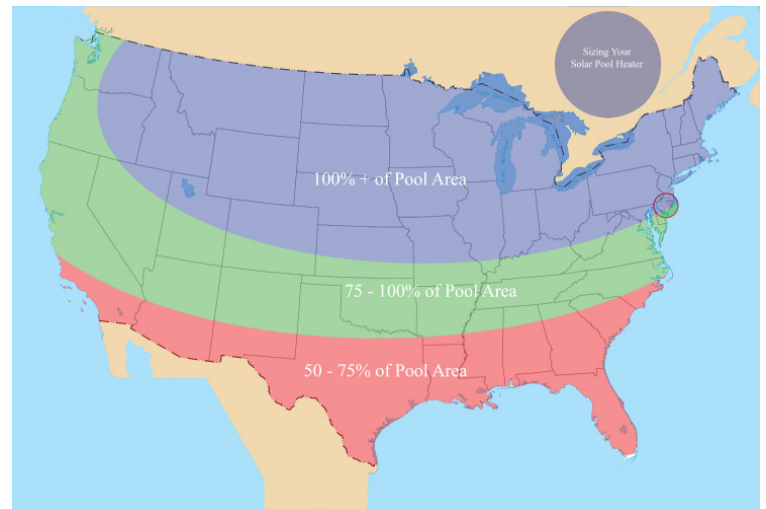 Sizing Your
Solar Pool Heater
100% + of Pool Area
75 - 100% of Pool Area
50 - 75% of Pool Area